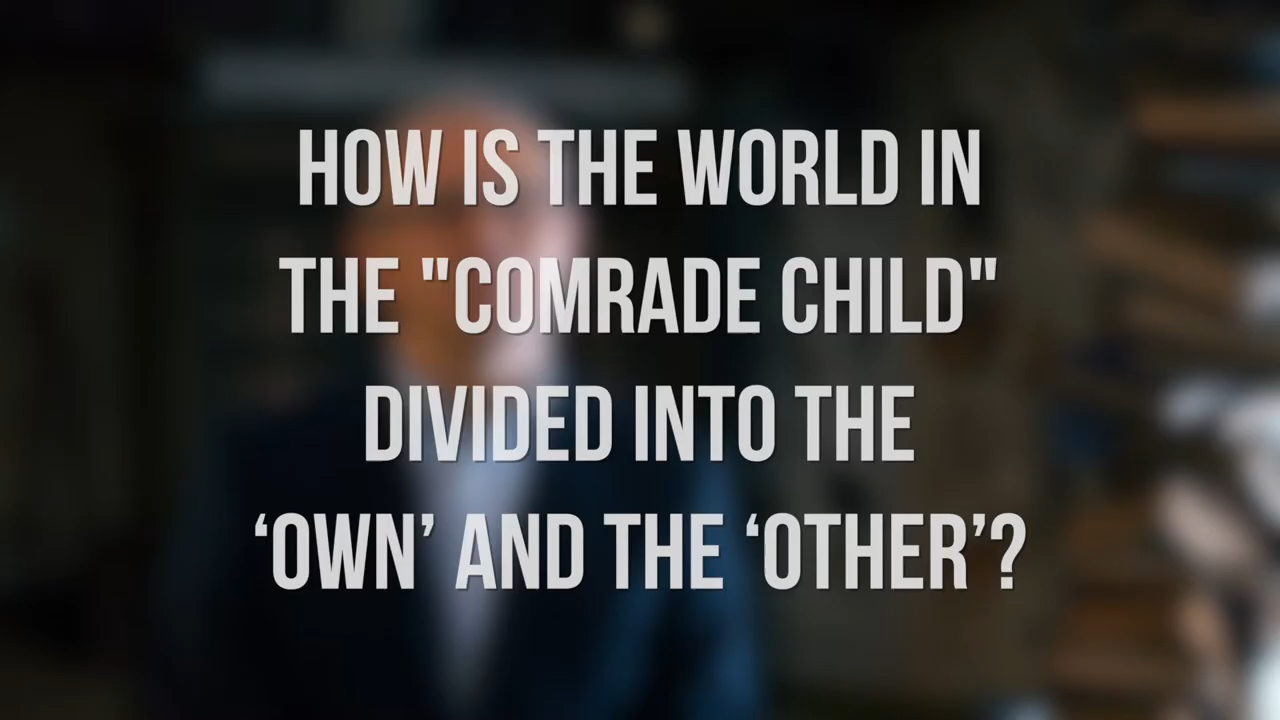 HOW IS THE WORLD IN
THE "COMRADE CHILD"
DIVIDED INTO THE
‘OWN’ AND THE ‘OTHER’?